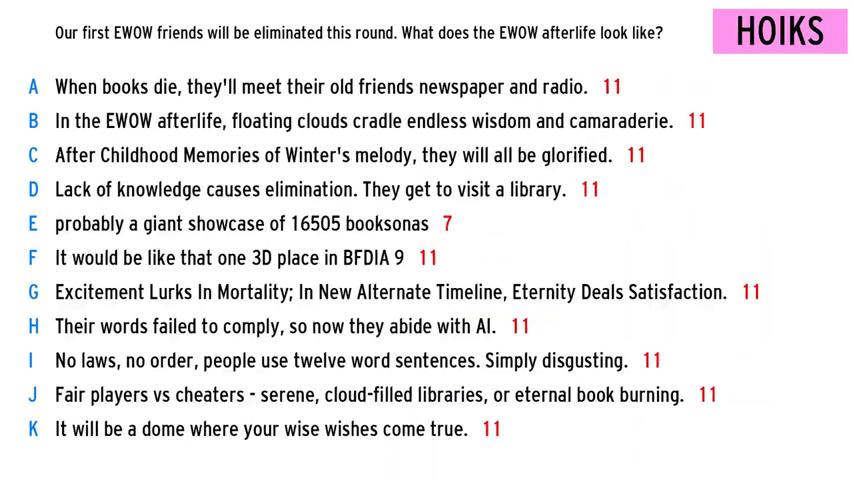 Our first EWOW friends will be eliminated this round. What does the EWOW afterlife look like?
HOIKS
A When books die, they'll meet their old friends newspaper and radio. 11
B In the EWOW afterlife, floating clouds cradle endless wisdom and camaraderie. 11
C After Childhood Memories of Winter's melody, they will all be glorified. 11
D Lack of knowledge causes elimination. They get to visit a library. 11
E probably a giant showcase of 16505 booksonas 7
F It would be like that one 3D place in BFDIA 9 11
G Excitement Lurks In Mortality; In New Alternate Timeline, Eternity Deals Satisfaction. 11
H Their words failed to comply, so now they abide with AI. 11
I No laws, no order, people use twelve word sentences. Simply disgusting. 11
J Fair players vs cheaters - serene, cloud-filled libraries, or eternal book burning. 11
K It will be a dome where your wise wishes come true. 11